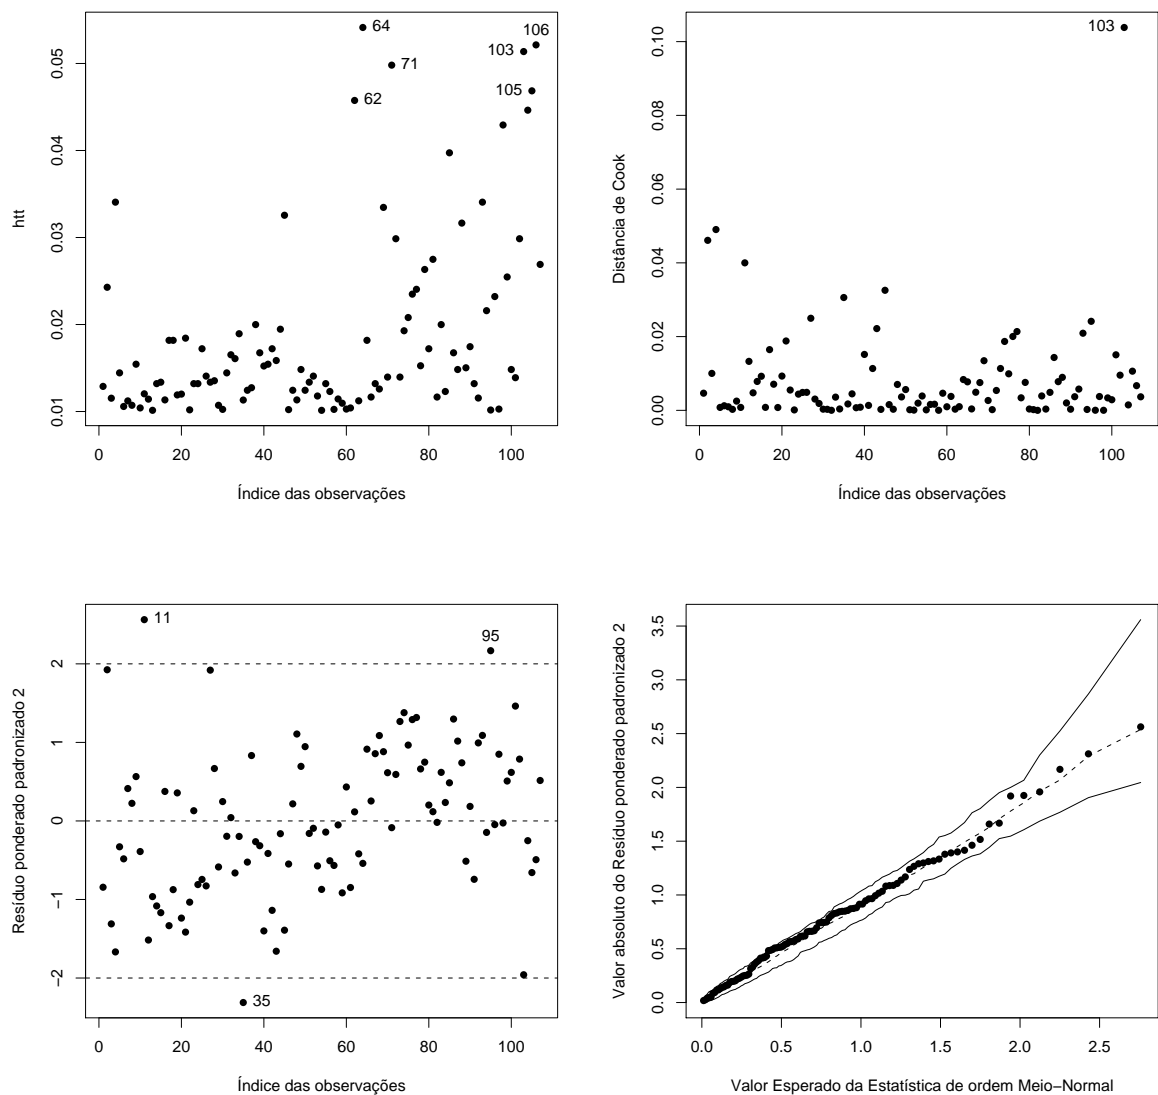 64
106
103
71
105
62
htt
0.01 0.02 0.03 0.04 0.05
0 20 40 60 80 100
Índice das observações
103
Distância de Cook
0.00 0.02 0.04 0.06 0.08 0.10
0 20 40 60 80 100
Índice das observações
11
95
35
Resíduo ponderado padronizado 2
−2 −1 0 1 2
0 20 40 60 80 100
Índice das observações
Valor absoluto do Resíduo ponderado padronizado 2
0.0 0.5 1.0 1.5 2.0 2.5 3.0 3.5
0.0 0.5 1.0 1.5 2.0 2.5
Valor Esperado da Estatística de ordem Meio−Normal